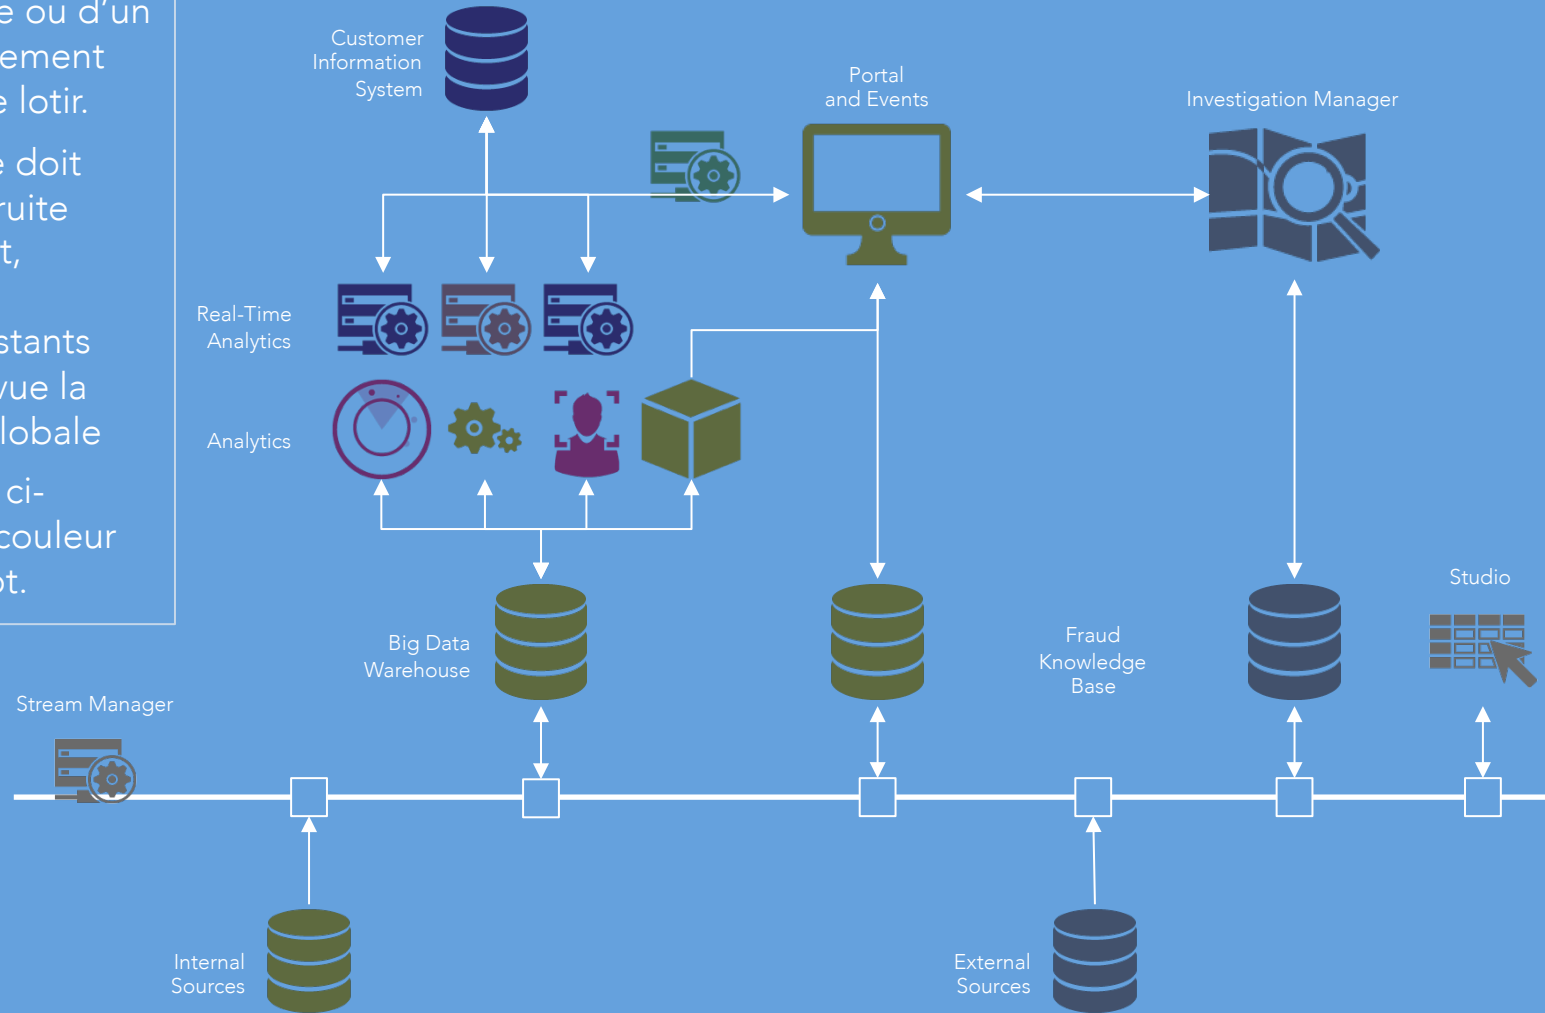 e ou d'un
ement
e lotir.
e doit
ruite
t,
stants
vue la
lobale
ci-
couleur
ot.
Customer
Information
System
Portal
and Events
Investigation Manager
Real-Time
Analytics
Analytics
Big Data
Warehouse
Fraud
Knowledge
Base
Studio
Stream Manager
Internal
Sources
External
Sources